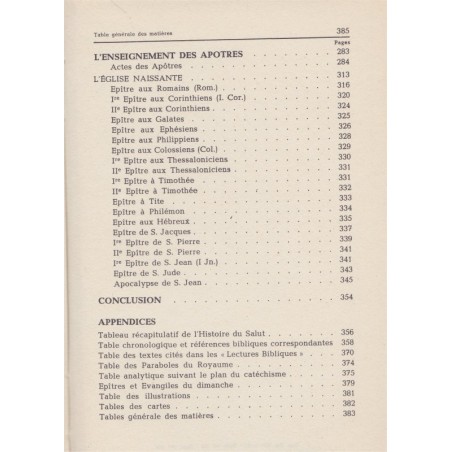 Table générale des matières 385
Pages
L'ENSEIGNEMENT DES APOTRES . . . . . . . . 283
Actes des Apôtres . . . . . . . . 284
L'ÉGLISE NAISSANTE . . . . . . . . 313
Epître aux Romains (Rom.) . . . . . . . . 316
Ire Epître aux Corinthiens (I. Cor.) . . . . . . . . 320
IIe Epître aux Corinthiens . . . . . . . . 324
Epître aux Galates . . . . . . . . 325
Epître aux Ephésiens . . . . . . . . 326
Epître aux Philippiens . . . . . . . . 328
Epître aux Colossiens (Col.) . . . . . . . . 329
Ire Epître aux Thessaloniciens . . . . . . . . 330
IIe Epître aux Thessaloniciens . . . . . . . . 331
Ire Epître à Timothée . . . . . . . . 331
IIe Epître à Timothée . . . . . . . . 332
Epître à Tite . . . . . . . . 333
Epître à Philémon . . . . . . . . 334
Epître aux Hébreux . . . . . . . . 335
Epître de S. Jacques . . . . . . . . 337
Ire Epître de S. Pierre . . . . . . . . 339
IIe Epître de S. Pierre . . . . . . . . 341
Ire Epître de S. Jean (I Jn.) . . . . . . . . 341
Epître de S. Jude . . . . . . . . 343
Apocalypse de S. Jean . . . . . . . . 345
CONCLUSION . . . . . . . . 354
APPENDICES
Tableau récapitulatif de l'Histoire du Salut . . . . . 356
Table chronologique et références bibliques correspondantes 358
Table des textes cités dans les « Lectures Bibliques » . . . 370
Table des Paraboles du Royaume . . . . . . . . 374
Table analytique suivant le plan du catéchisme . . . . 375
Epîtres et Evangiles du dimanche . . . . . . . . 379
Table des illustrations . . . . . . . . 381
Tables des cartes . . . . . . . . 382
Tables générale des matières . . . . . . . . 383